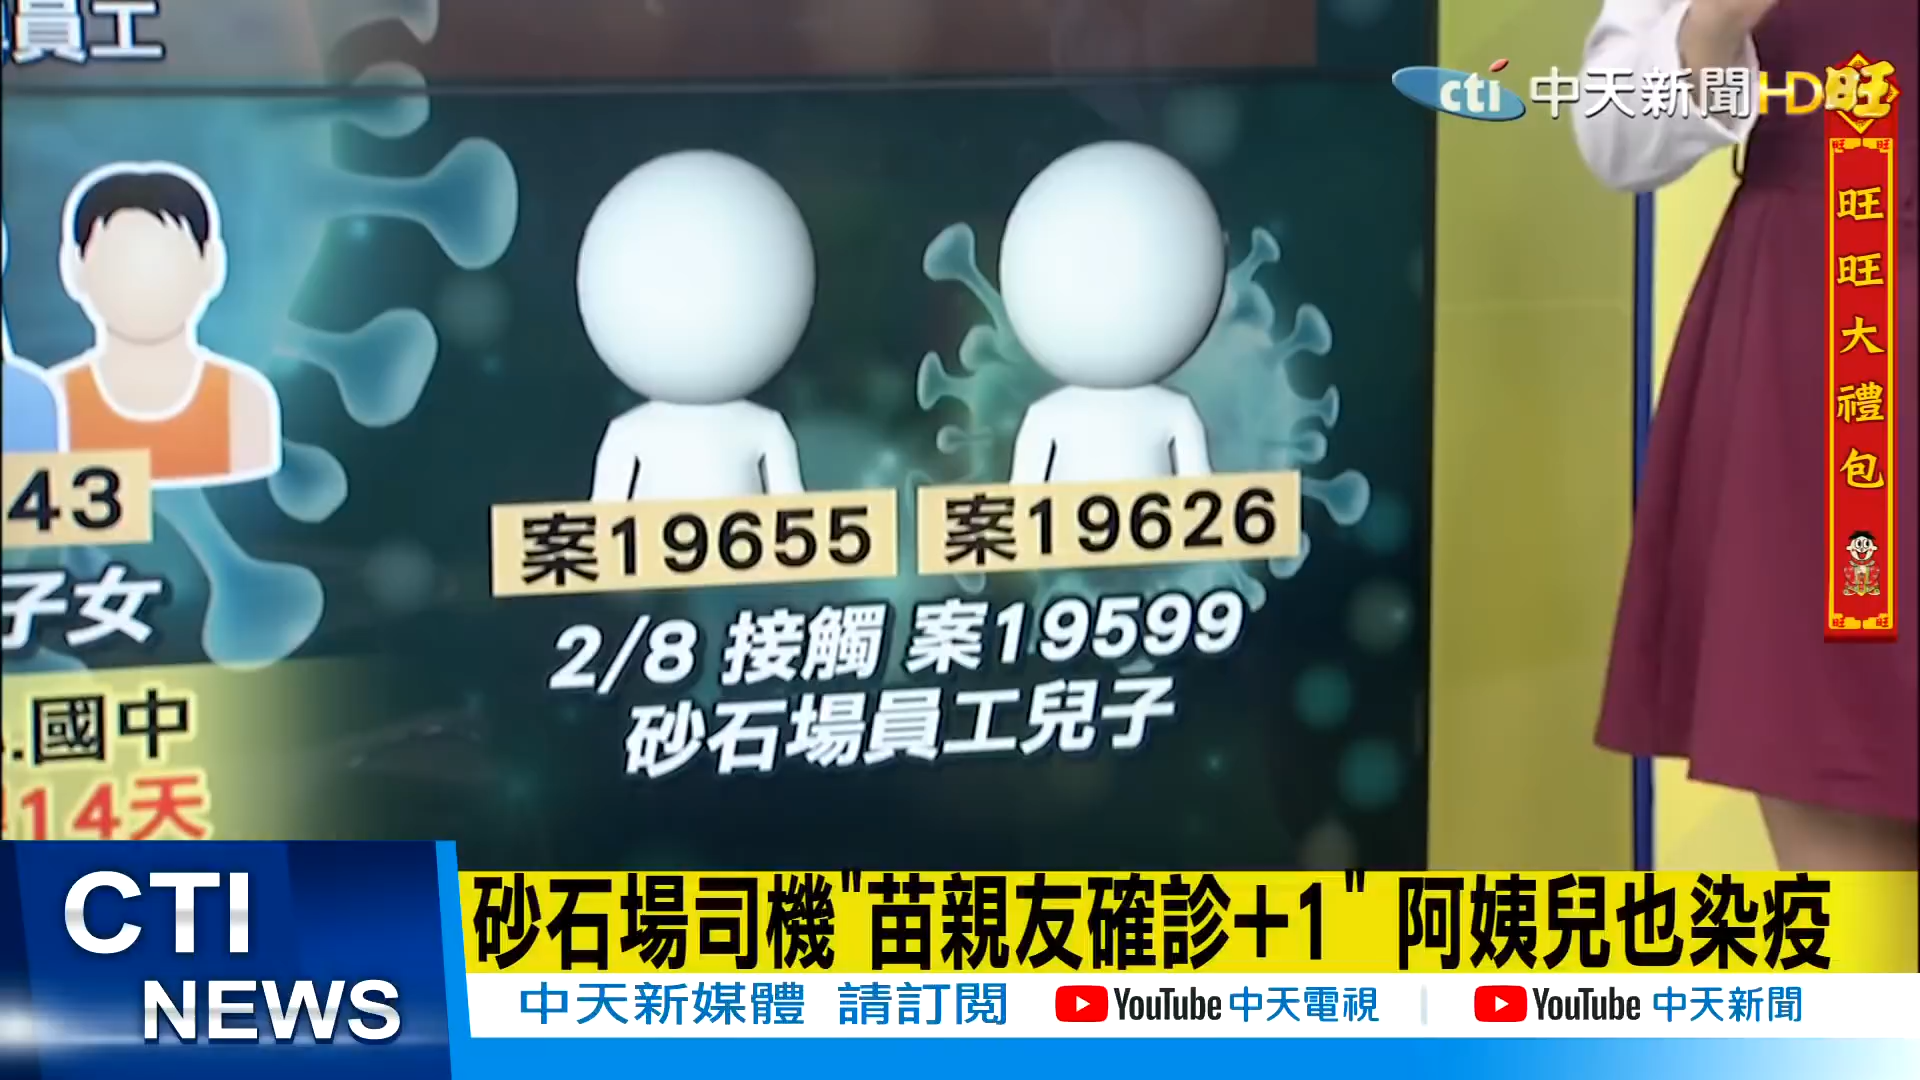 員工
cti 中天新聞HD
旺
旺旺大禮包
43
子女
國中
14天
案19655
案19626
2/8 接觸 案19599
砂石場員工兒子
CTI
NEWS
砂石場司機"苗親友確診+1" 阿姨兒也染疫
中天新媒體 請訂閱 YouTube 中天電視 | YouTube 中天新聞